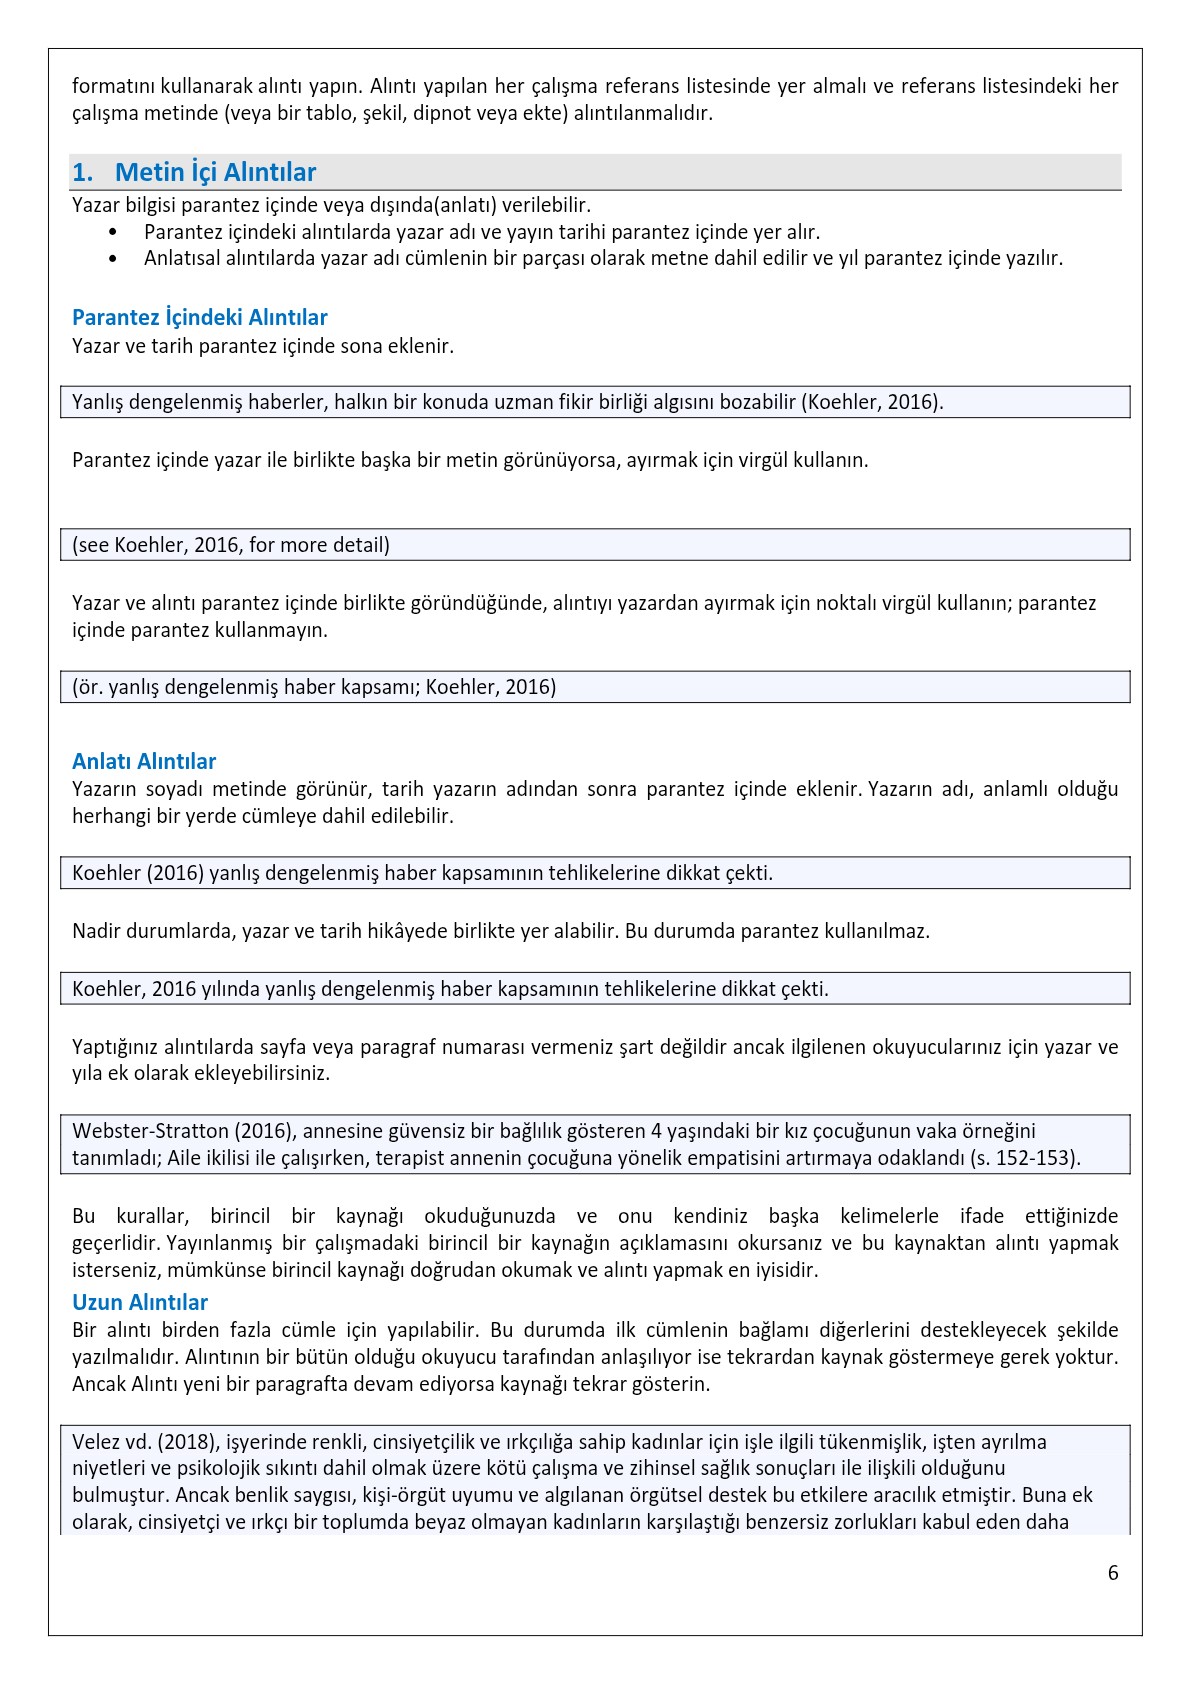 formatını kullanarak alıntı yapın. Alıntı yapılan her çalışma referans listesinde yer almalı ve referans listesindeki her
çalışma metinde (veya bir tablo, şekil, dipnot veya ekte) alıntılanmalıdır.
1. Metin İçi Alıntılar
Yazar bilgisi parantez içinde veya dışında(anlatı) verilebilir.
• Parantez içindeki alıntılarda yazar adı ve yayın tarihi parantez içinde yer alır.
• Anlatısal alıntılarda yazar adı cümlenin bir parçası olarak metne dahil edilir ve yıl parantez içinde yazılır.
Parantez İçindeki Alıntılar
Yazar ve tarih parantez içinde sona eklenir.
Yanlış dengelenmiş haberler, halkın bir konuda uzman fikir birliği algısını bozabilir (Koehler, 2016).
Parantez içinde yazar ile birlikte başka bir metin görünüyorsa, ayırmak için virgül kullanın.
(see Koehler, 2016, for more detail)
Yazar ve alıntı parantez içinde birlikte göründüğünde, alıntıyı yazardan ayırmak için noktalı virgül kullanın; parantez
içinde parantez kullanmayın.
(ör. yanlış dengelenmiş haber kapsamı; Koehler, 2016)
Anlatı Alıntılar
Yazarın soyadı metinde görünür, tarih yazarın adından sonra parantez içinde eklenir. Yazarın adı, anlamlı olduğu
herhangi bir yerde cümleye dahil edilebilir.
Koehler (2016) yanlış dengelenmiş haber kapsamının tehlikelerine dikkat çekti.
Nadir durumlarda, yazar ve tarih hikâyede birlikte yer alabilir. Bu durumda parantez kullanılmaz.
Koehler, 2016 yılında yanlış dengelenmiş haber kapsamının tehlikelerine dikkat çekti.
Yaptığınız alıntılarda sayfa veya paragraf numarası vermeniz şart değildir ancak ilgilenen okuyucularınız için yazar ve
yıla ek olarak ekleyebilirsiniz.
Webster-Stratton (2016), annesine güvensiz bir bağlılık gösteren 4 yaşındaki bir kız çocuğunun vaka örneğini
tanımladı; Aile ikilisi ile çalışırken, terapist annenin çocuğuna yönelik empatisini artırmaya odaklandı (s. 152-153).
Bu kurallar, birincil bir kaynağı okuduğunuzda ve onu kendiniz başka kelimelerle ifade ettiğinizde
geçerlidir. Yayınlanmış bir çalışmadaki birincil bir kaynağın açıklamasını okursanız ve bu kaynaktan alıntı yapmak
isterseniz, mümkünse birincil kaynağı doğrudan okumak ve alıntı yapmak en iyisidir.
Uzun Alıntılar
Bir alıntı birden fazla cümle için yapılabilir. Bu durumda ilk cümlenin bağlamı diğerlerini destekleyecek şekilde
yazılmalıdır. Alıntının bir bütün olduğu okuyucu tarafından anlaşılıyor ise tekrardan kaynak göstermeye gerek yoktur.
Ancak Alıntı yeni bir paragrafta devam ediyorsa kaynağı tekrar gösterin.
Velez vd. (2018), işyerinde renkli, cinsiyetçilik ve ırkçılığa sahip kadınlar için işle ilgili tükenmişlik, işten ayrılma
niyetleri ve psikolojik sıkıntı dahil olmak üzere kötü çalışma ve zihinsel sağlık sonuçları ile ilişkili olduğunu
bulmuştur. Ancak benlik saygısı, kişi-örgüt uyumu ve algılanan örgütsel destek bu etkilere aracılık etmiştir. Buna ek
olarak, cinsiyetçi ve ırkçı bir toplumda beyaz olmayan kadınların karşılaştığı benzersiz zorlukları kabul eden daha
6